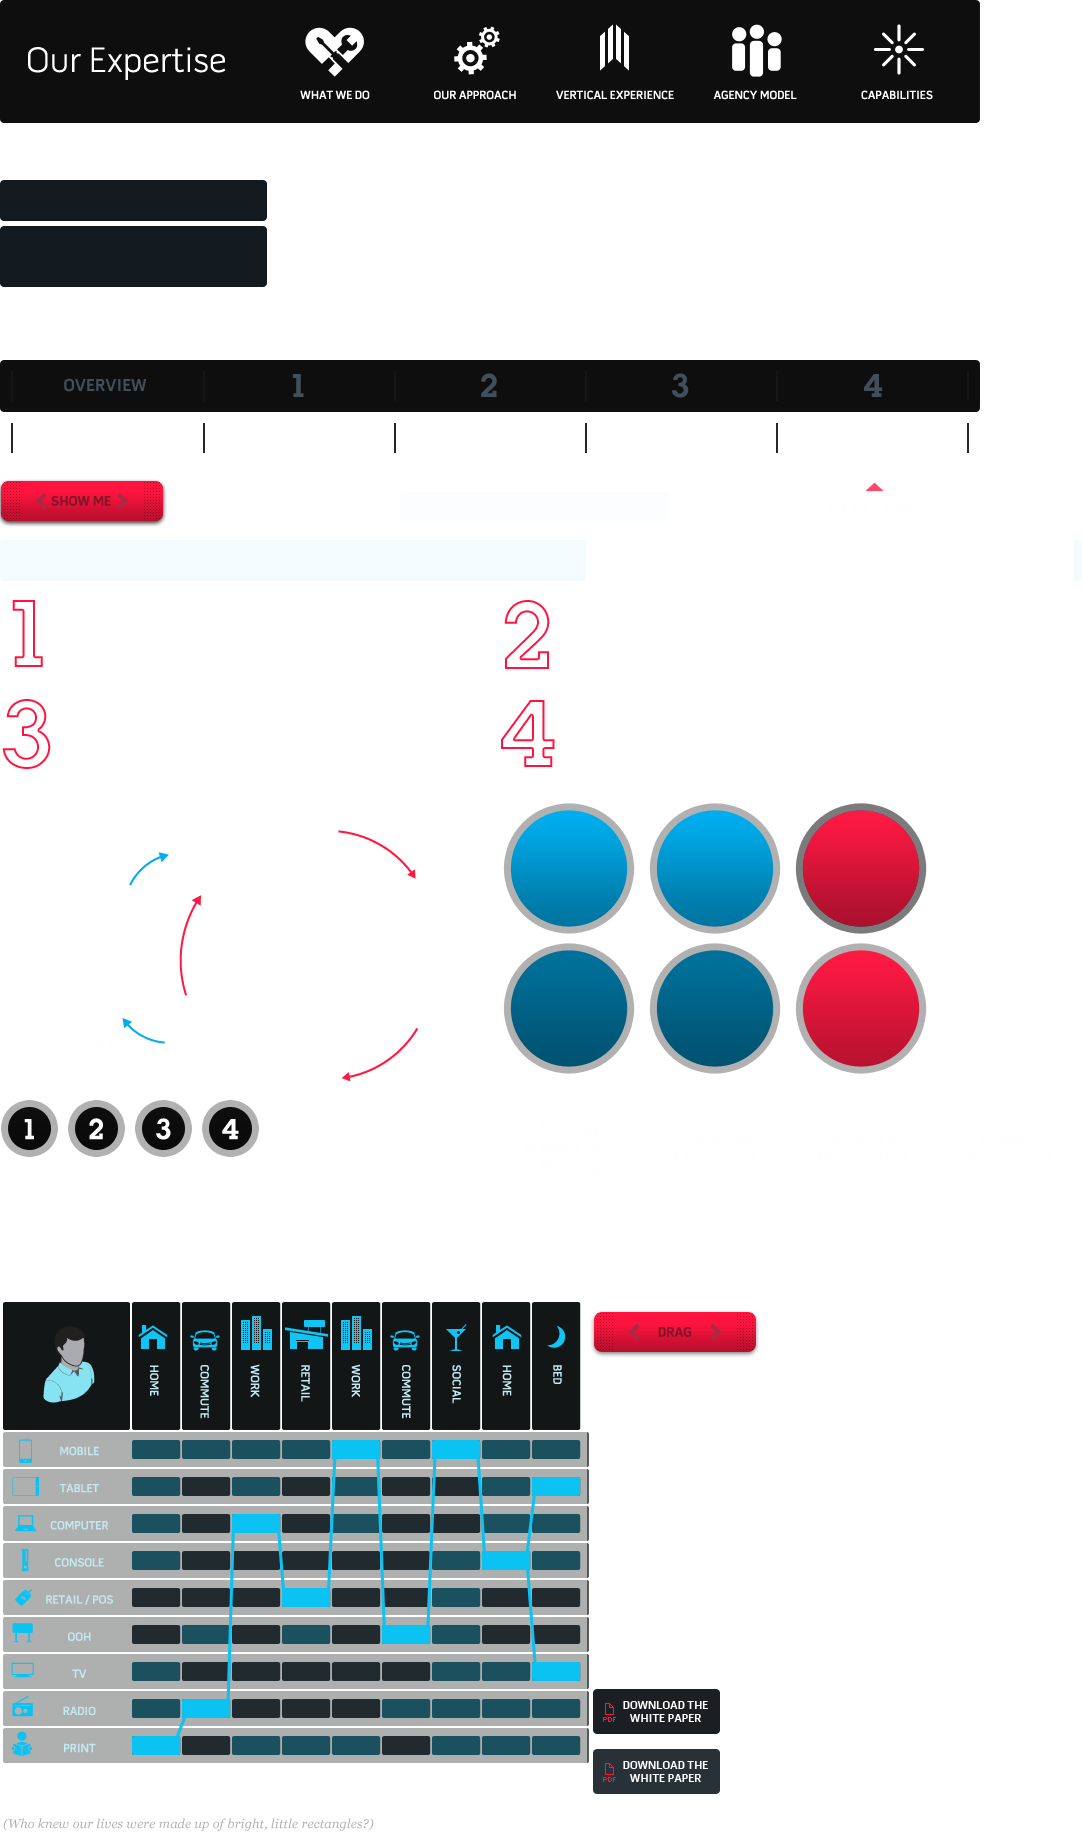 Our Expertise
WHAT WE DO
OUR APPROACH
VERTICAL EXPERIENCE
AGENCY MODEL
CAPABILITIES
OVERVIEW
1
2
3
4
SHOW ME
1
2
3
4
1
2
3
4
HOME
COMMUTE
WORK
RETAIL
WORK
COMMUTE
SOCIAL
HOME
BED
DRAG
MOBILE
TABLET
COMPUTER
CONSOLE
RETAIL / POS
OOH
TV
RADIO
PRINT
PDF
DOWNLOAD THE
WHITE PAPER
PDF
DOWNLOAD THE
WHITE PAPER
(Who knew our lives were made up of bright, little rectangles?)